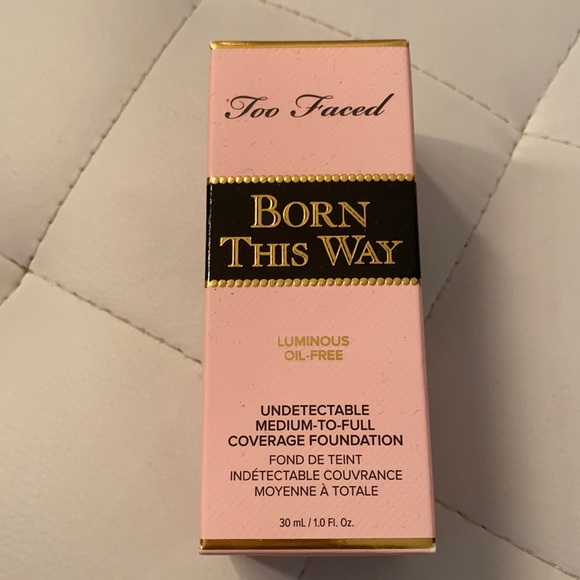 Too Faced
BORN
THIS WAY
LUMINOUS
OIL-FREE
UNDETECTABLE
MEDIUM-TO-FULL
COVERAGE FOUNDATION
FOND DE TEINT
INDÉTECTABLE COUVRANCE
MOYENNE À TOTALE
30 mL / 1.0 Fl. Oz.